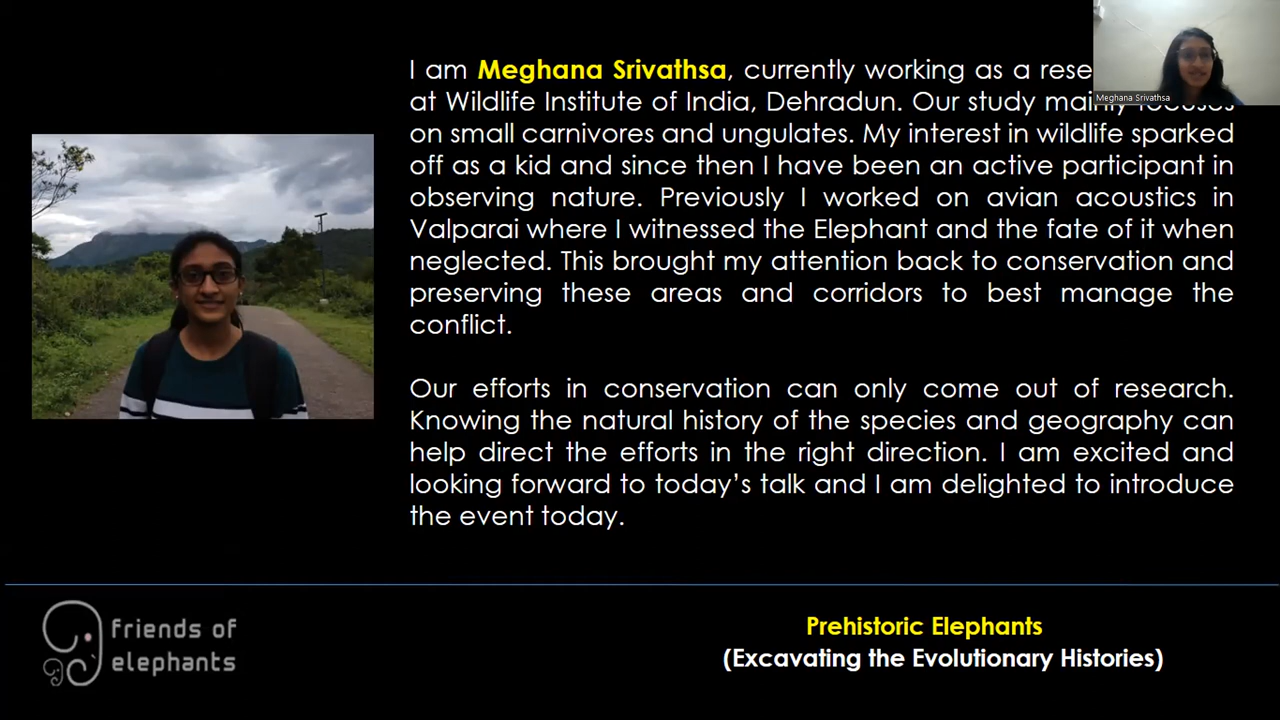 I am Meghana Srivathsa, currently working as a
at Wildlife Institute of India, Dehradun. Our study mainly focuses
on small carnivores and ungulates. My interest in wildlife sparked
off as a kid and since then I have been an active participant in
observing nature. Previously I worked on avian acoustics in
Valparai where I witnessed the Elephant and the fate of it when
neglected. This brought my attention back to conservation and
preserving these areas and corridors to best manage the
conflict.
Our efforts in conservation can only come out of research.
Knowing the natural history of the species and geography can
help direct the efforts in the right direction. I am excited and
looking forward to today's talk and I am delighted to introduce
the event today.
Meghana Srivathsa
friends of
elephants
Prehistoric Elephants
(Excavating the Evolutionary Histories)